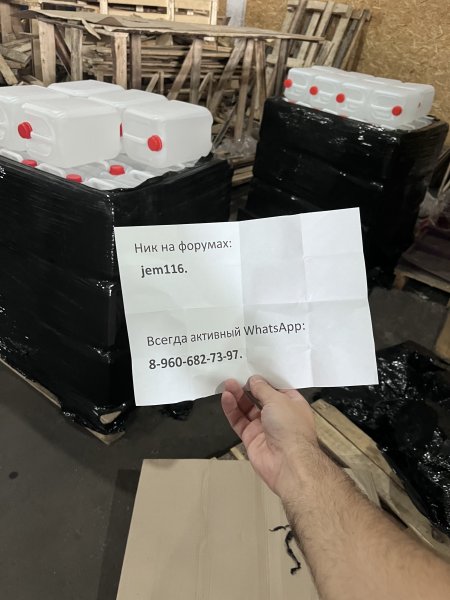 Ник на форумах:
jem116.
Всегда активный WhatsApp:
8-960-682-73-97.